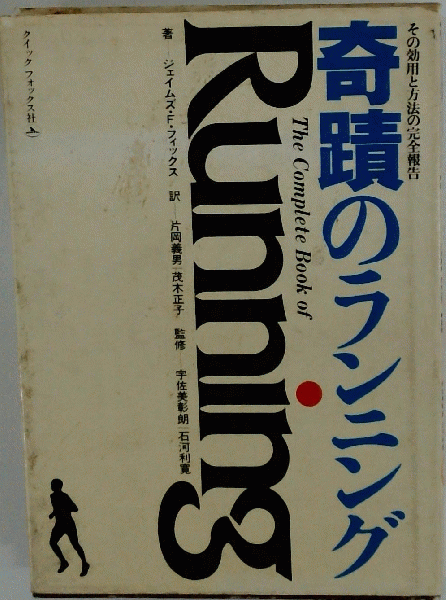 その効用と方法の完全報告
奇蹟のランニング
The Complete Book of
Running
著―ジェイムズ・F・フィックス 訳―片岡義男|茂木正子 監修 宇佐美彰朗|石河利寛
クイック フォックス社